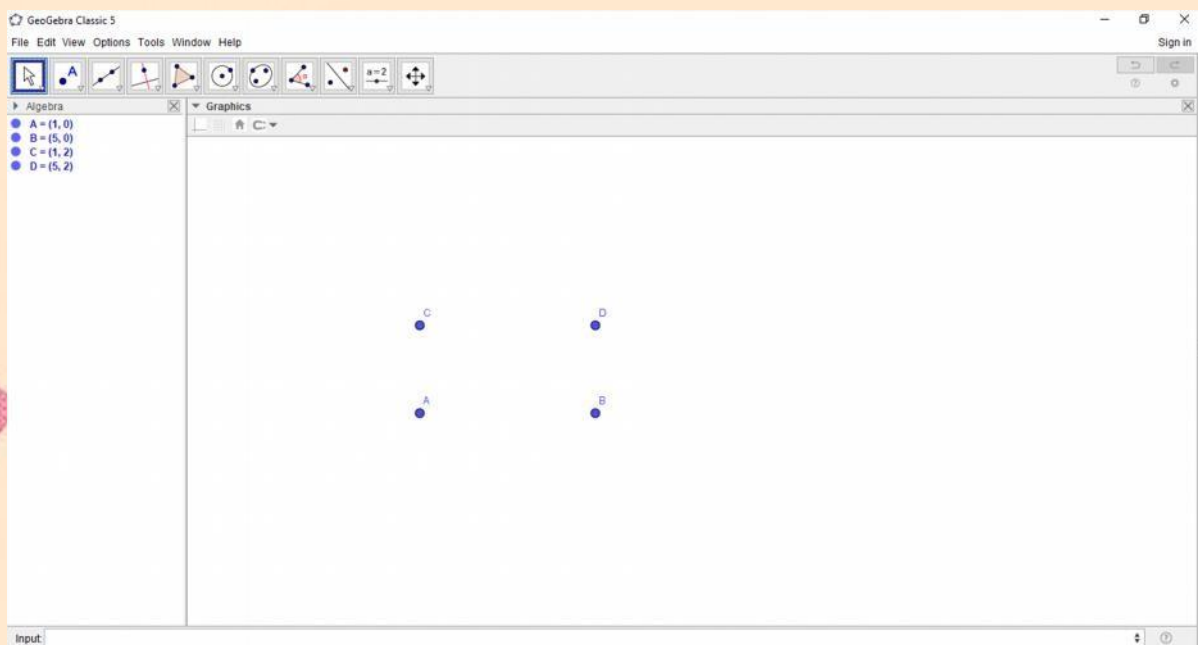 GeoGebra Classic 5
File Edit View Options Tools Window Help
Sign in
A
a=2
Algebra
Graphics
A = (1, 0)
B = (5, 0)
C = (1, 2)
D = (5, 2)
C
D
A
B
Input